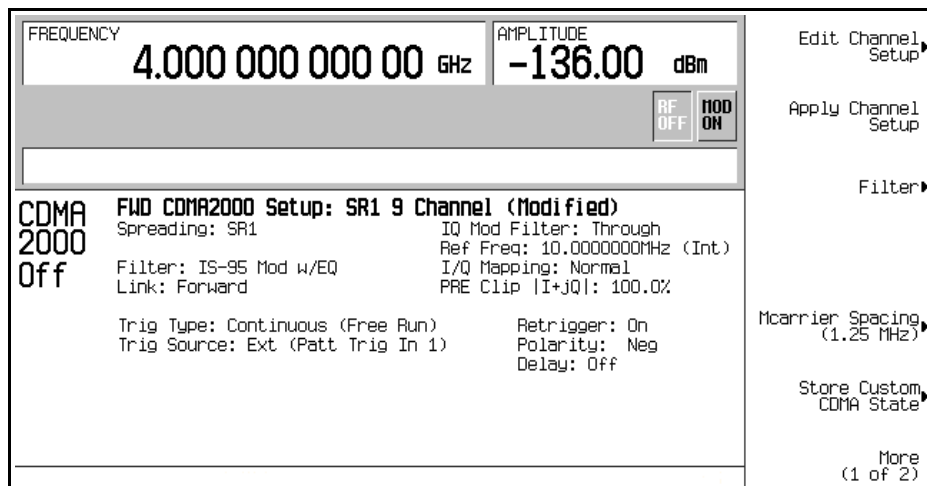 FREQUENCY
4.000 000 000 00 GHz
AMPLITUDE
-136.00 dBm
RF OFF
MOD ON
CDMA 2000 Off
FWD CDMA2000 Setup: SR1 9 Channel (Modified)
Spreading: SR1
IQ Mod Filter: Through
Ref Freq: 10.0000000MHz (Int)
Filter: IS-95 Mod w/EQ
I/Q Mapping: Normal
Link: Forward
PRE Clip |I+jQ|: 100.0%
Trig Type: Continuous (Free Run)
Retrigger: On
Trig Source: Ext (Patt Trig In 1)
Polarity: Neg
Delay: Off
Edit Channel
Setup
Apply Channel
Setup
Filter
Mcarrier Spacing
(1.25 MHz)
Store Custom
CDMA State
More
(1 of 2)